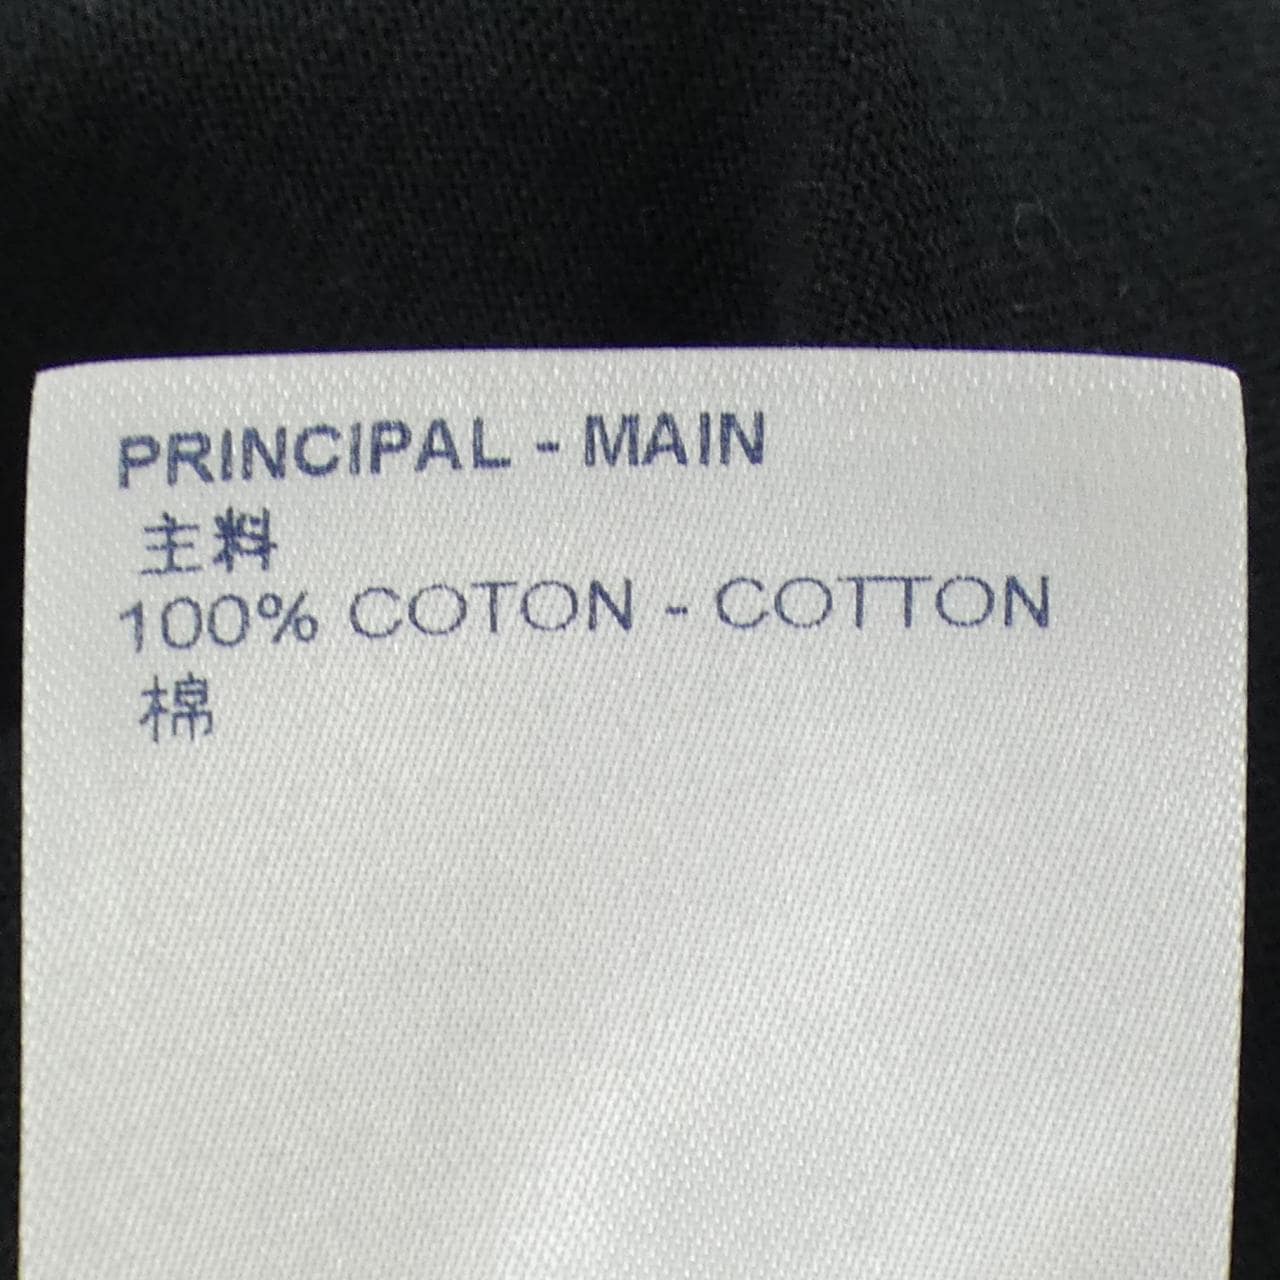 PRINCIPAL - MAIN
主料
100% COTON - COTTON
棉